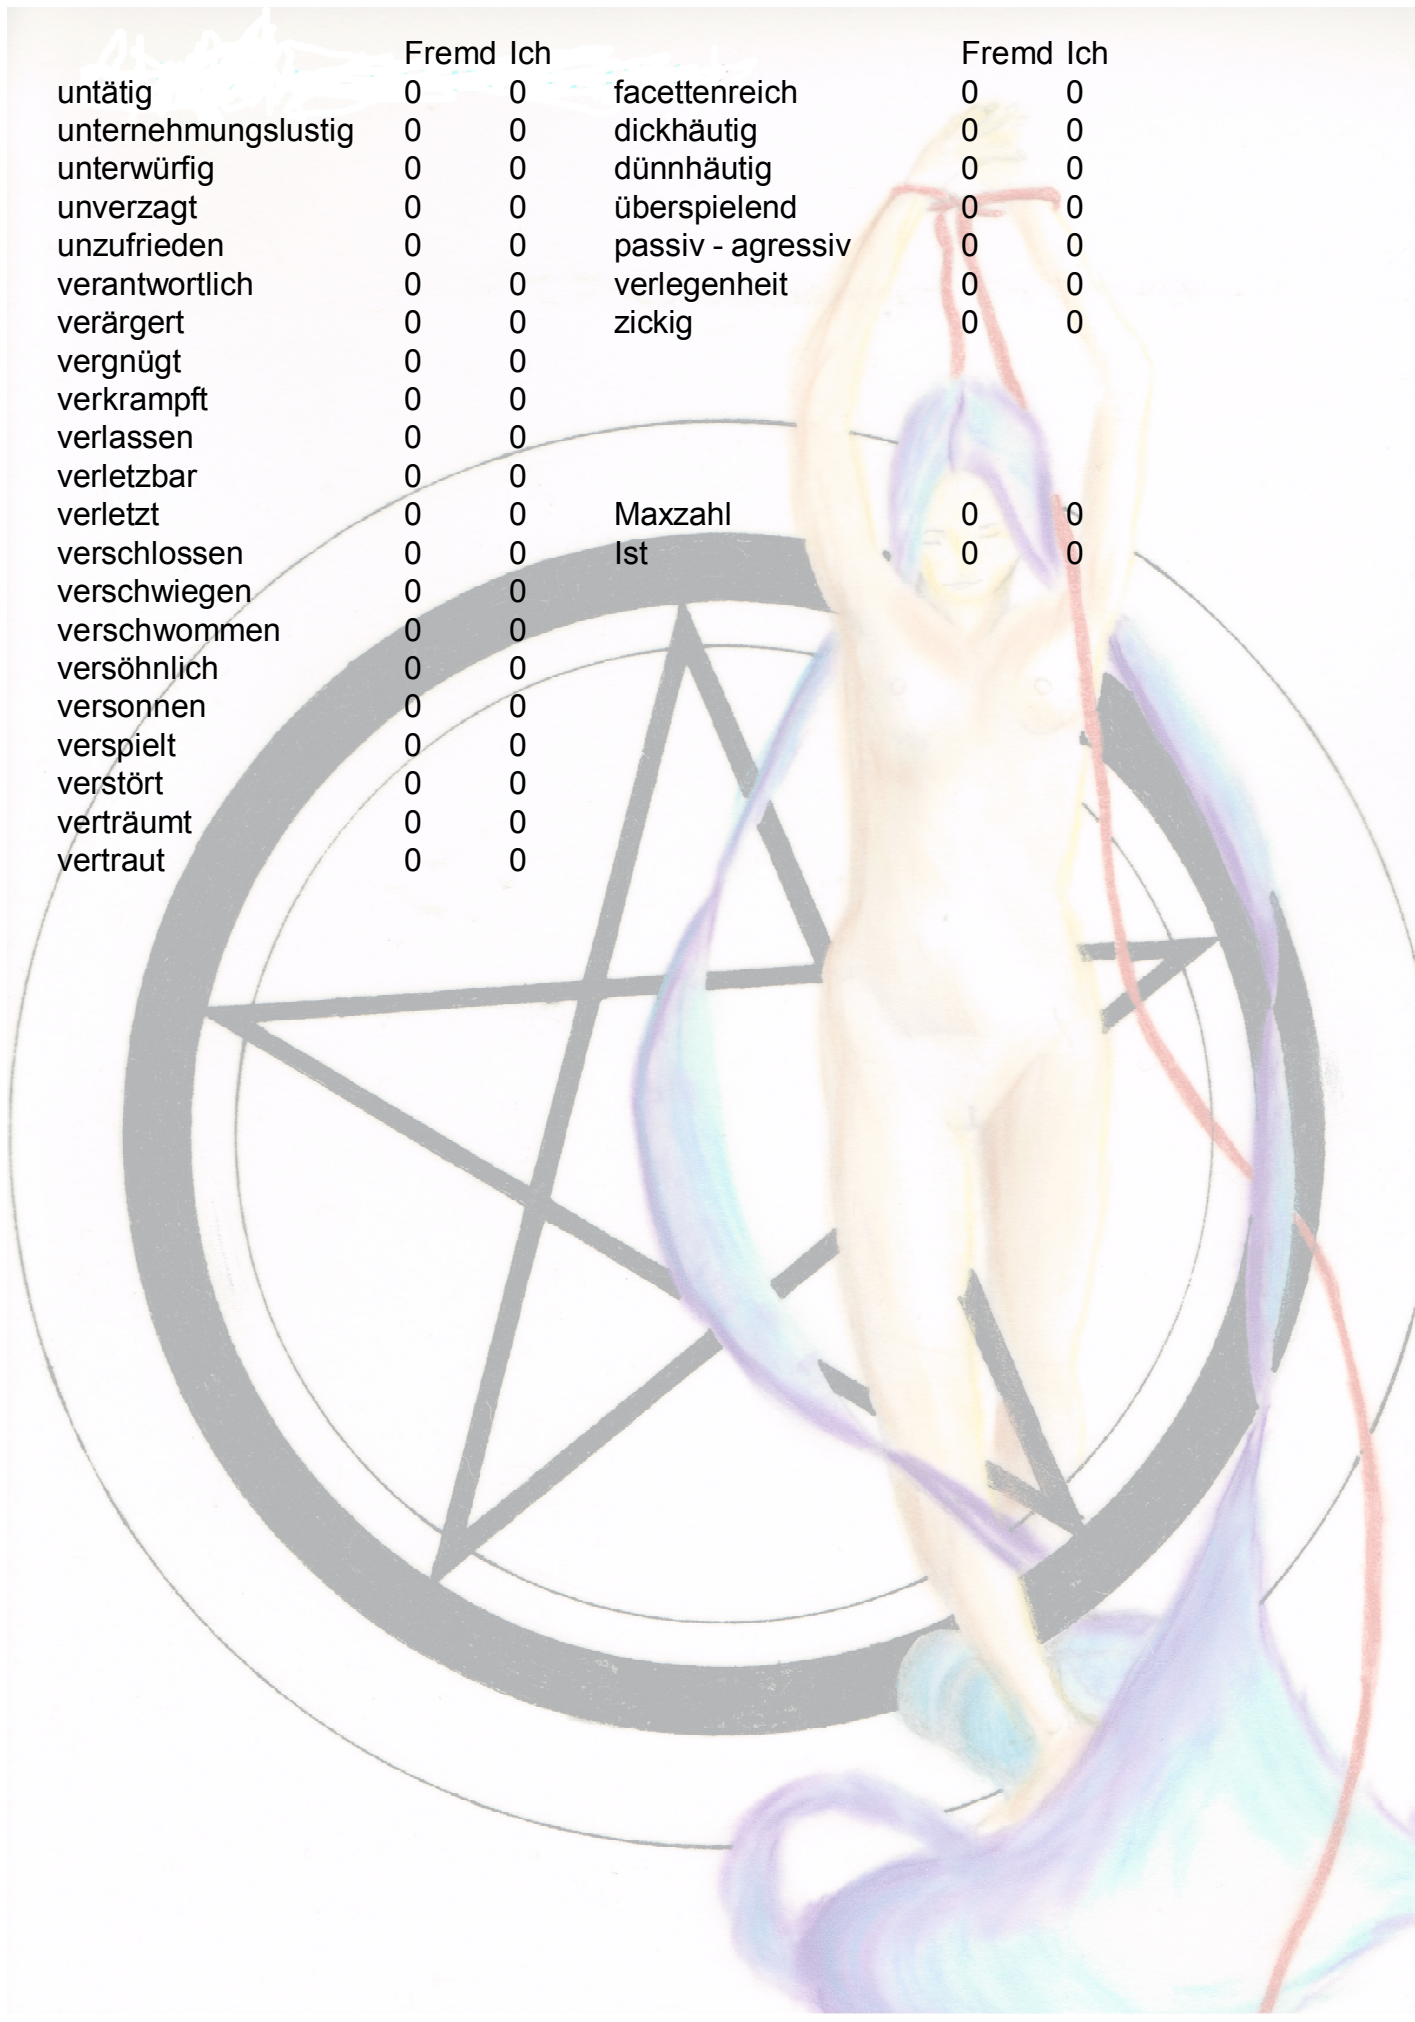 Fremd Ich Fremd Ich
untätig 0 0 facettenreich 0 0
unternehmungslustig 0 0 dickhäutig 0 0
unterwürfig 0 0 dünnhäutig 0 0
unverzagt 0 0 überspielend 0 0
unzufrieden 0 0 passiv - agressiv 0 0
verantwortlich 0 0 verlegenheit 0 0
verärgert 0 0 zickig 0 0
vergnügt 0 0
verkrampft 0 0
verlassen 0 0
verletzbar 0 0
verletzt 0 0 Maxzahl 0 0
verschlossen 0 0 Ist 0 0
verschwiegen 0 0
verschwommen 0 0
versöhnlich 0 0
versonnen 0 0
verspielt 0 0
verstört 0 0
verträumt 0 0
vertraut 0 0